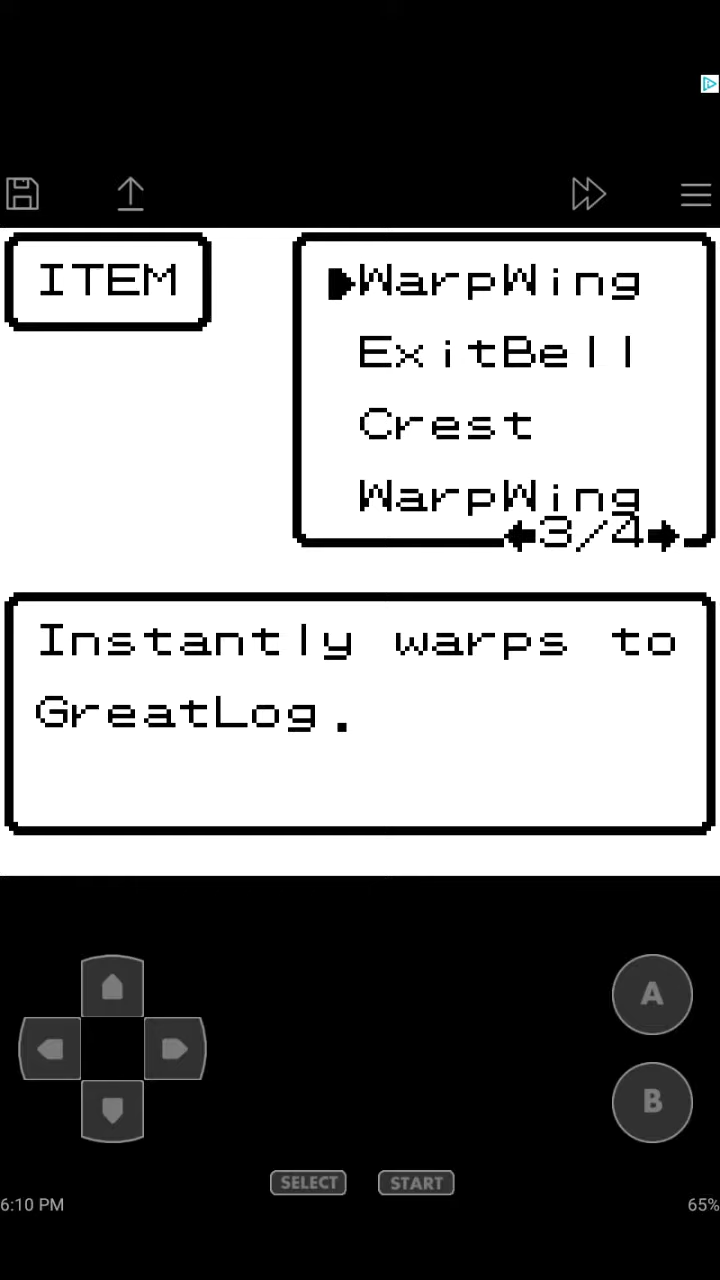 ITEM
WarpWing
ExitBell
Crest
WarpWing
3/4
Instantly warps to
GreatLog.
A
B
SELECT
START
6:10 PM
65%